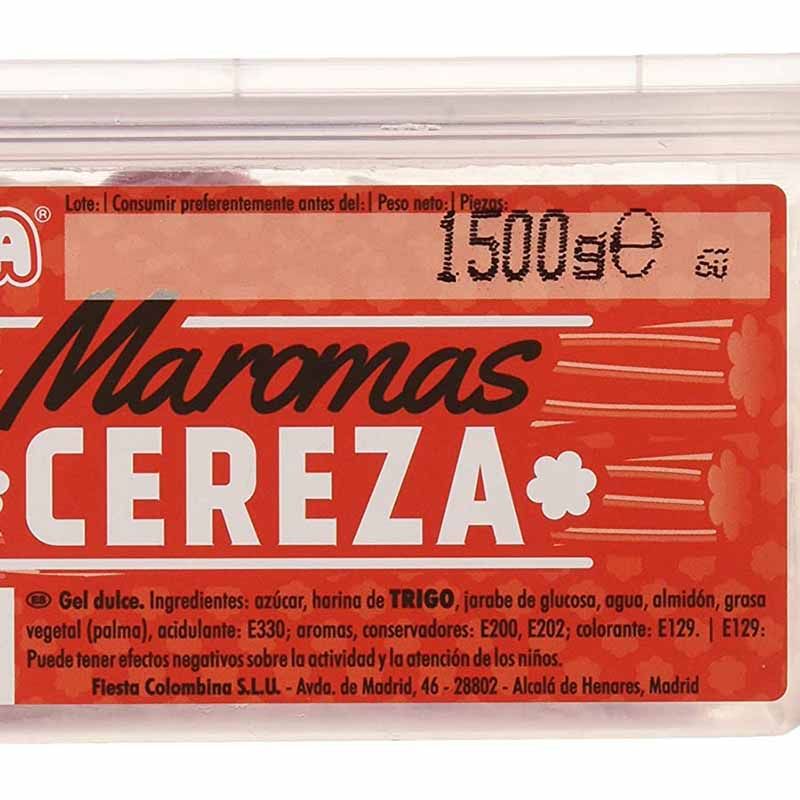 A®
Lote: | Consumir preferentemente antes del: | Peso neto: | Piezas:
1500g e
Maromas
CEREZA
ES Gel dulce. Ingredientes: azúcar, harina de TRIGO, jarabe de glucosa, agua, almidón, grasa
vegetal (palma), acidulante: E330; aromas, conservadores: E200, E202; colorante: E129. | E129:
Puede tener efectos negativos sobre la actividad y la atención de los niños.
Fiesta Colombina S.L.U. - Avda. de Madrid, 46 - 28802 - Alcalá de Henares, Madrid